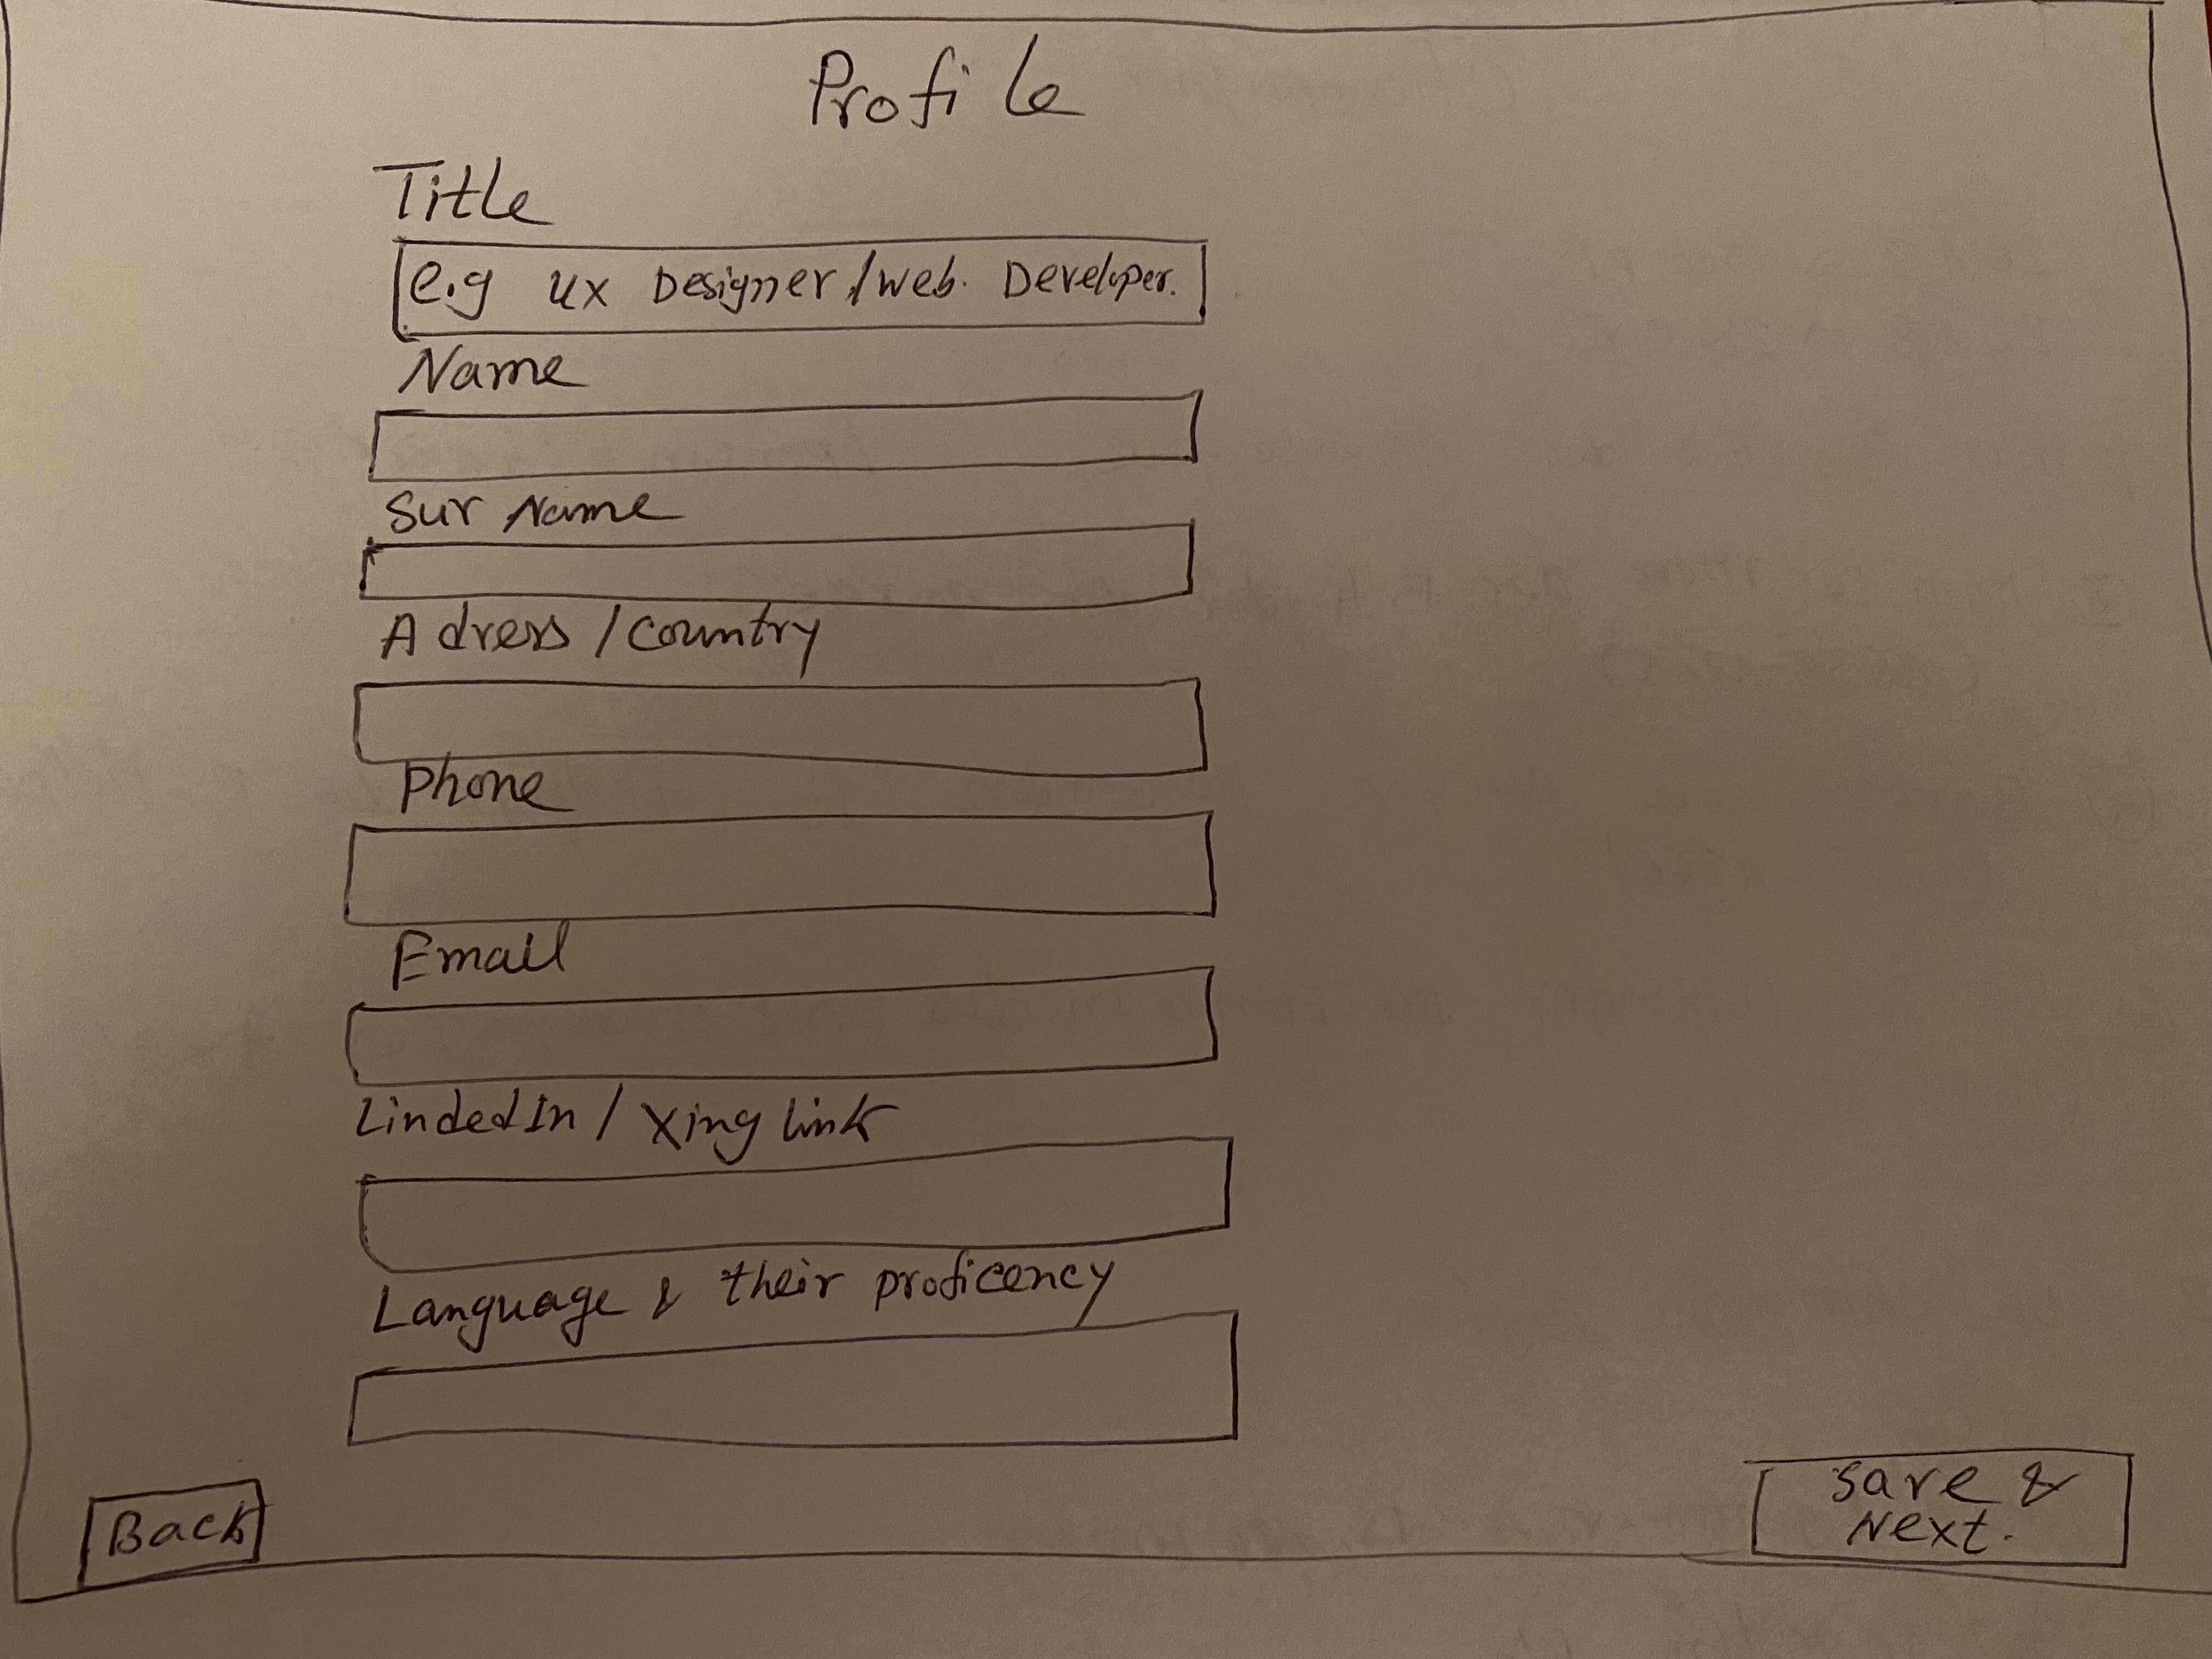 Profile
Title
e.g ux Designer/web. Developer.
Name
Sur Name
Adress/country
Phone
Email
LindedIn/Xing link
Language & their proficency
Back
Save &
Next.